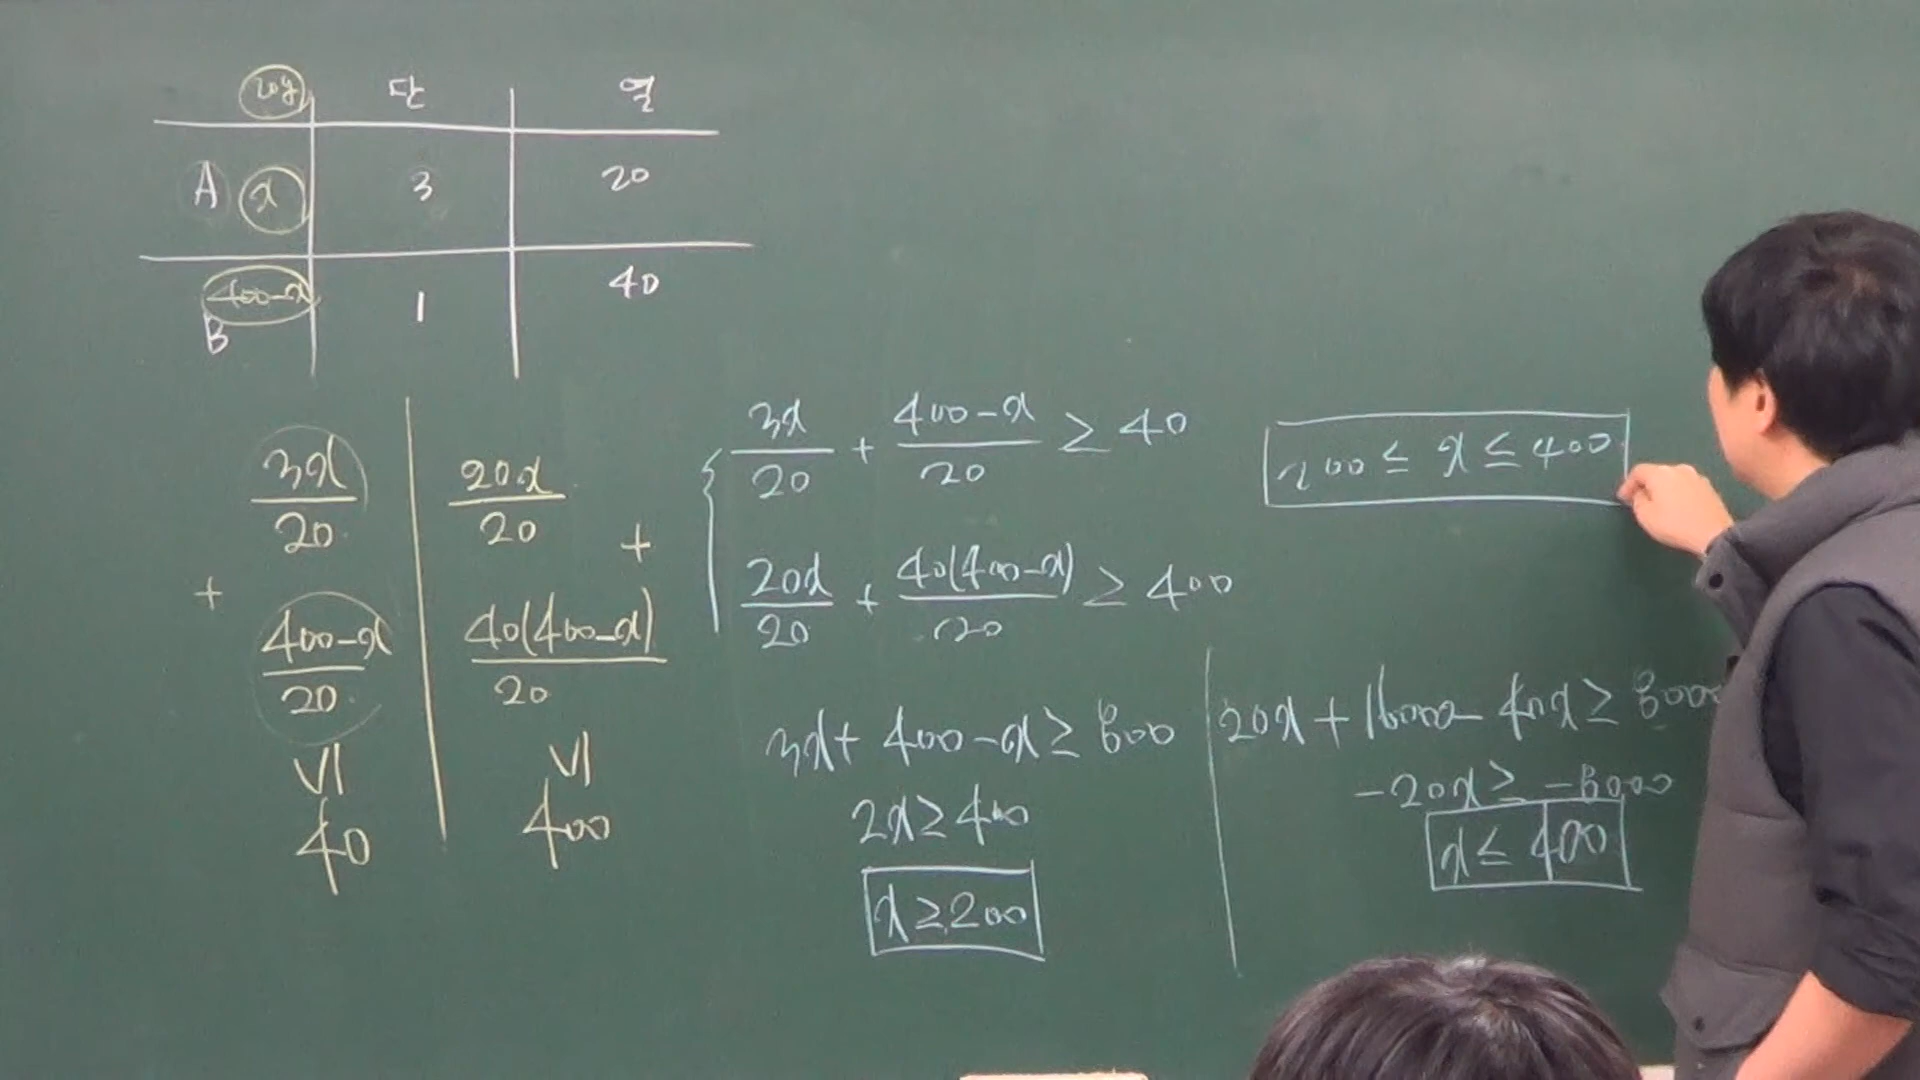 20g 단 열
A x 3 20
400-x B 1 40
3x/20 + (400-x)/20 ≥ 40
20x/20 + 40(400-x)/20 ≥ 400
{ 3x/20 + (400-x)/20 ≥ 40
20x/20 + 40(400-x)/20 ≥ 400
200 ≤ x ≤ 400
3x + 400-x ≥ 800
2x ≥ 400
x ≥ 200
20x + 16000 - 40x ≥ 8000
-20x ≥ -8000
x ≤ 400